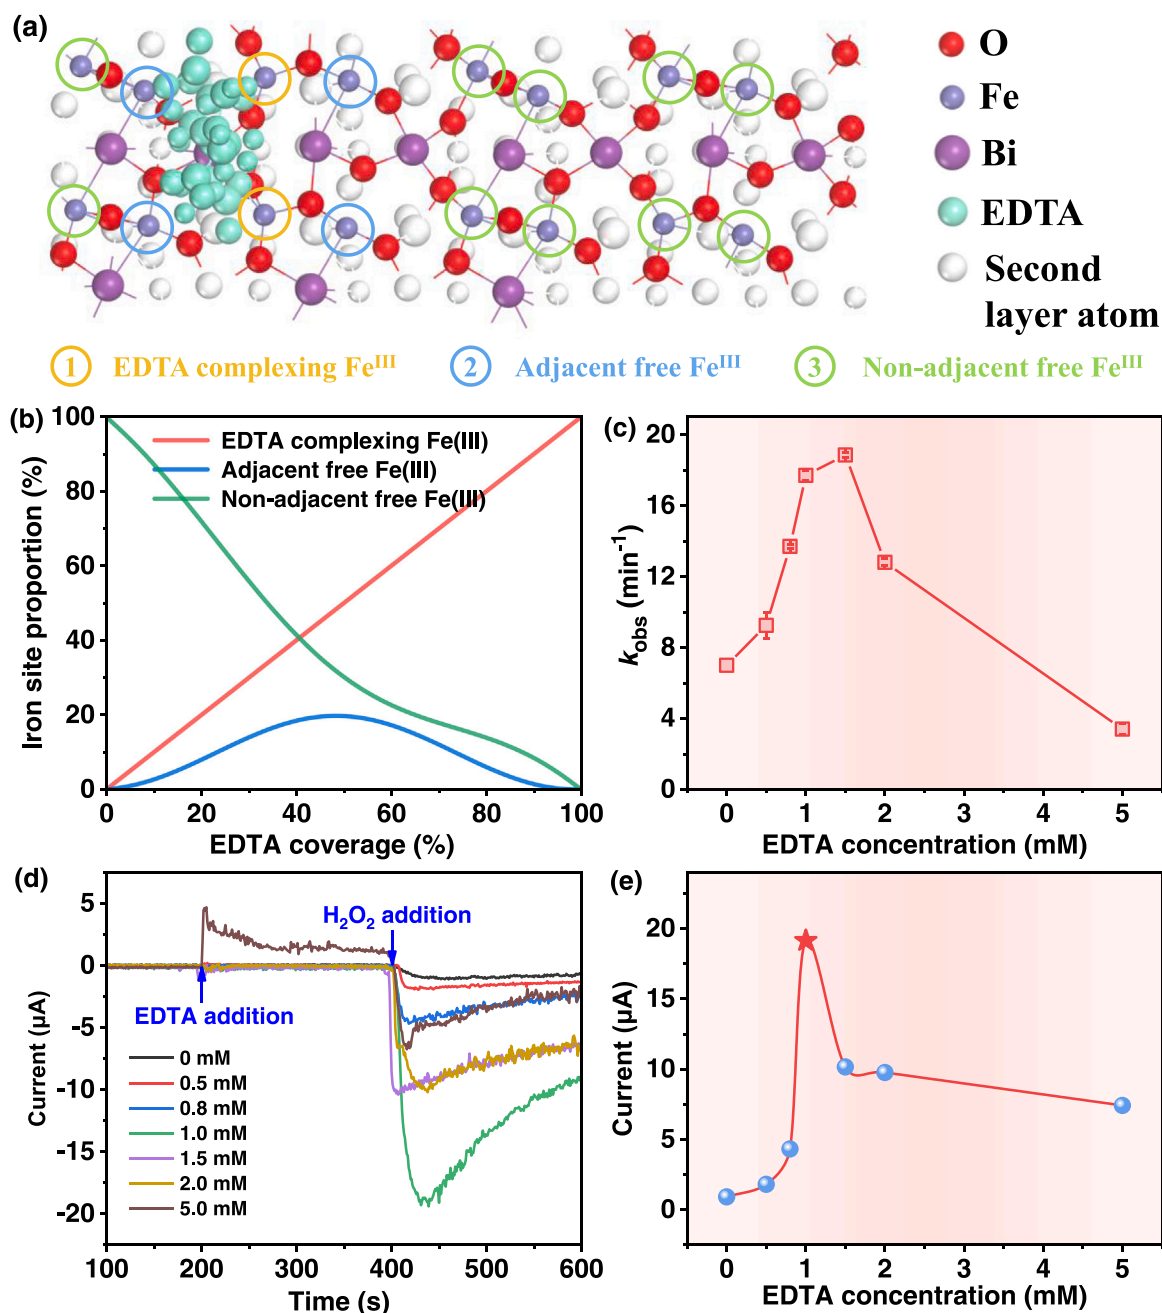 (a)
O
Fe
Bi
EDTA
Second
layer atom
1 EDTA complexing Fe^III
2 Adjacent free Fe^III
3 Non-adjacent free Fe^III
(b)
100
80
60
40
20
0
Iron site proportion (%)
EDTA complexing Fe(III)
Adjacent free Fe(III)
Non-adjacent free Fe(III)
0 20 40 60 80 100
EDTA coverage (%)
(c)
20
16
12
8
4
0
k_obs (min⁻¹)
0 1 2 3 4 5
EDTA concentration (mM)
(d)
5
0
-5
-10
-15
-20
Current (µA)
H₂O₂ addition
EDTA addition
0 mM
0.5 mM
0.8 mM
1.0 mM
1.5 mM
2.0 mM
5.0 mM
100 200 300 400 500 600
Time (s)
(e)
20
15
10
5
0
Current (µA)
0 1 2 3 4 5
EDTA concentration (mM)